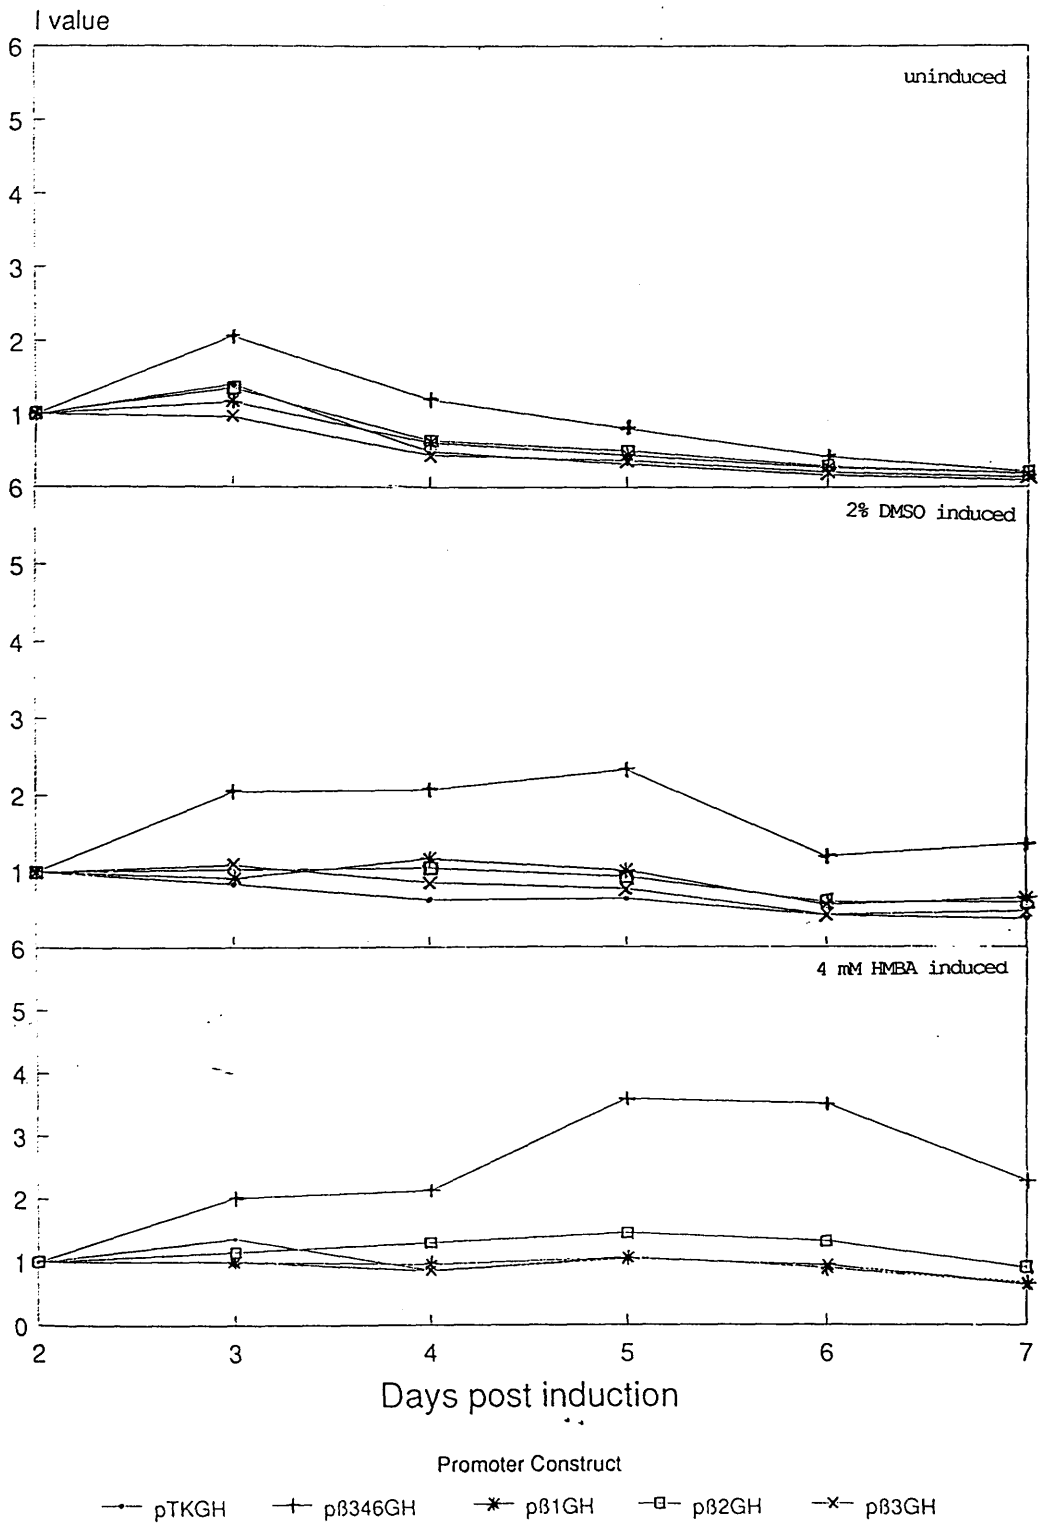 I value
6
uninduced
5
4
3
2
1
6
2% DMSO induced
5
4
3
2
1
6
4 mM HMBA induced
5
4
3
2
1
0
2 3 4 5 6 7
Days post induction
Promoter Construct
pTKGH pß346GH pß1GH pß2GH pß3GH